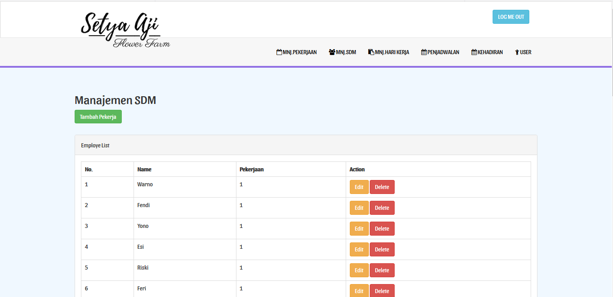 Setya Aji
Flower Farm
LOG ME OUT
MNJ.PEKERJAAN MNJ.SDM MNJ.HARI KERJA PENJADWALAN KEHADIRAN USER
Manajemen SDM
Tambah Pekerja
Employe List
No. Name Pekerjaan Action
1 Warno 1 Edit Delete
2 Fendi 1 Edit Delete
3 Yono 1 Edit Delete
4 Esi 1 Edit Delete
5 Riski 1 Edit Delete
6 Feri 1 Edit Delete